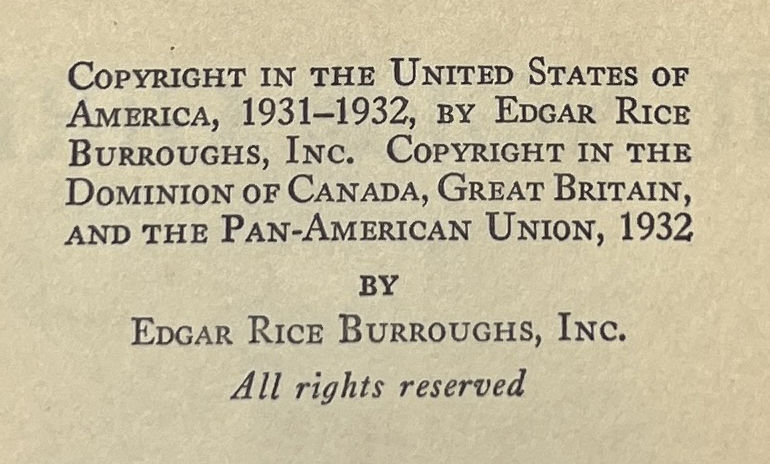 COPYRIGHT IN THE UNITED STATES OF
AMERICA, 1931–1932, BY EDGAR RICE
BURROUGHS, INC. COPYRIGHT IN THE
DOMINION OF CANADA, GREAT BRITAIN,
AND THE PAN-AMERICAN UNION, 1932
BY
EDGAR RICE BURROUGHS, INC.
All rights reserved